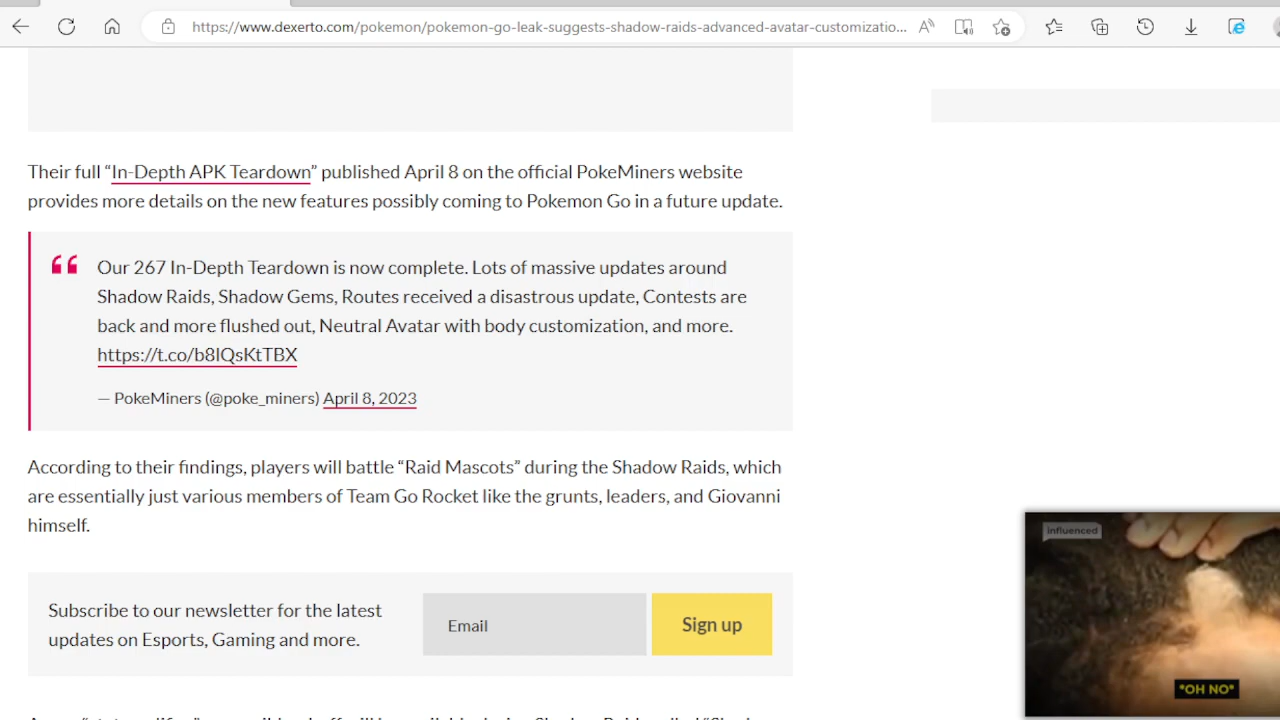 https://www.dexerto.com/pokemon/pokemon-go-leak-suggests-shadow-raids-advanced-avatar-customizatio...
Their full “In-Depth APK Teardown” published April 8 on the official PokeMiners website
provides more details on the new features possibly coming to Pokemon Go in a future update.
Our 267 In-Depth Teardown is now complete. Lots of massive updates around
Shadow Raids, Shadow Gems, Routes received a disastrous update, Contests are
back and more flushed out, Neutral Avatar with body customization, and more.
https://t.co/b8lQsKtTBX
— PokeMiners (@poke_miners) April 8, 2023
According to their findings, players will battle “Raid Mascots” during the Shadow Raids, which
are essentially just various members of Team Go Rocket like the grunts, leaders, and Giovanni
himself.
Subscribe to our newsletter for the latest
updates on Esports, Gaming and more.
Email
Sign up
influenced
*OH NO*